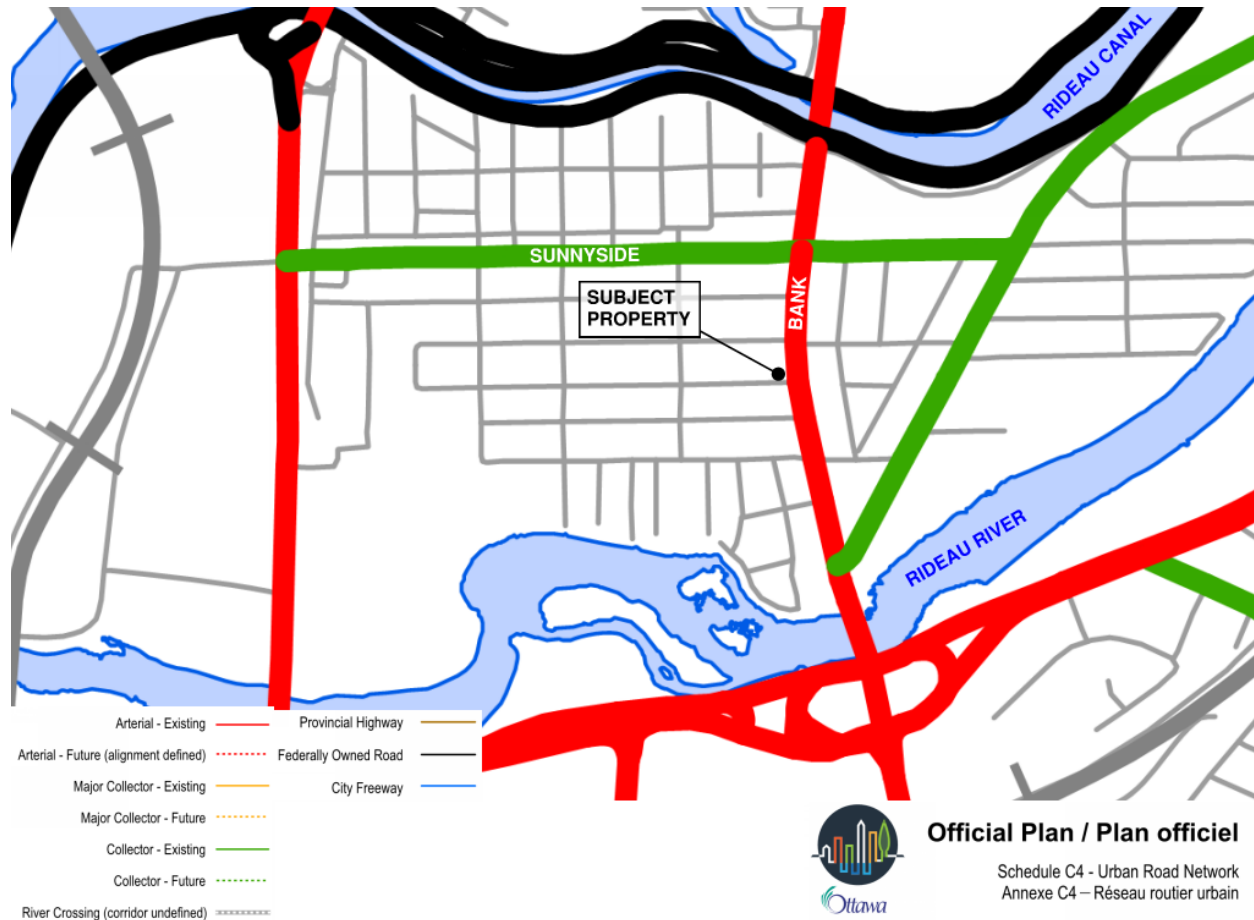 RIDEAU CANAL
SUNNYSIDE
BANK
SUBJECT
PROPERTY
RIDEAU RIVER
Arterial - Existing
Arterial - Future (alignment defined)
Major Collector - Existing
Major Collector - Future
Collector - Existing
Collector - Future
River Crossing (corridor undefined)
Provincial Highway
Federally Owned Road
City Freeway
Ottawa
Official Plan / Plan officiel
Schedule C4 - Urban Road Network
Annexe C4 – Réseau routier urbain